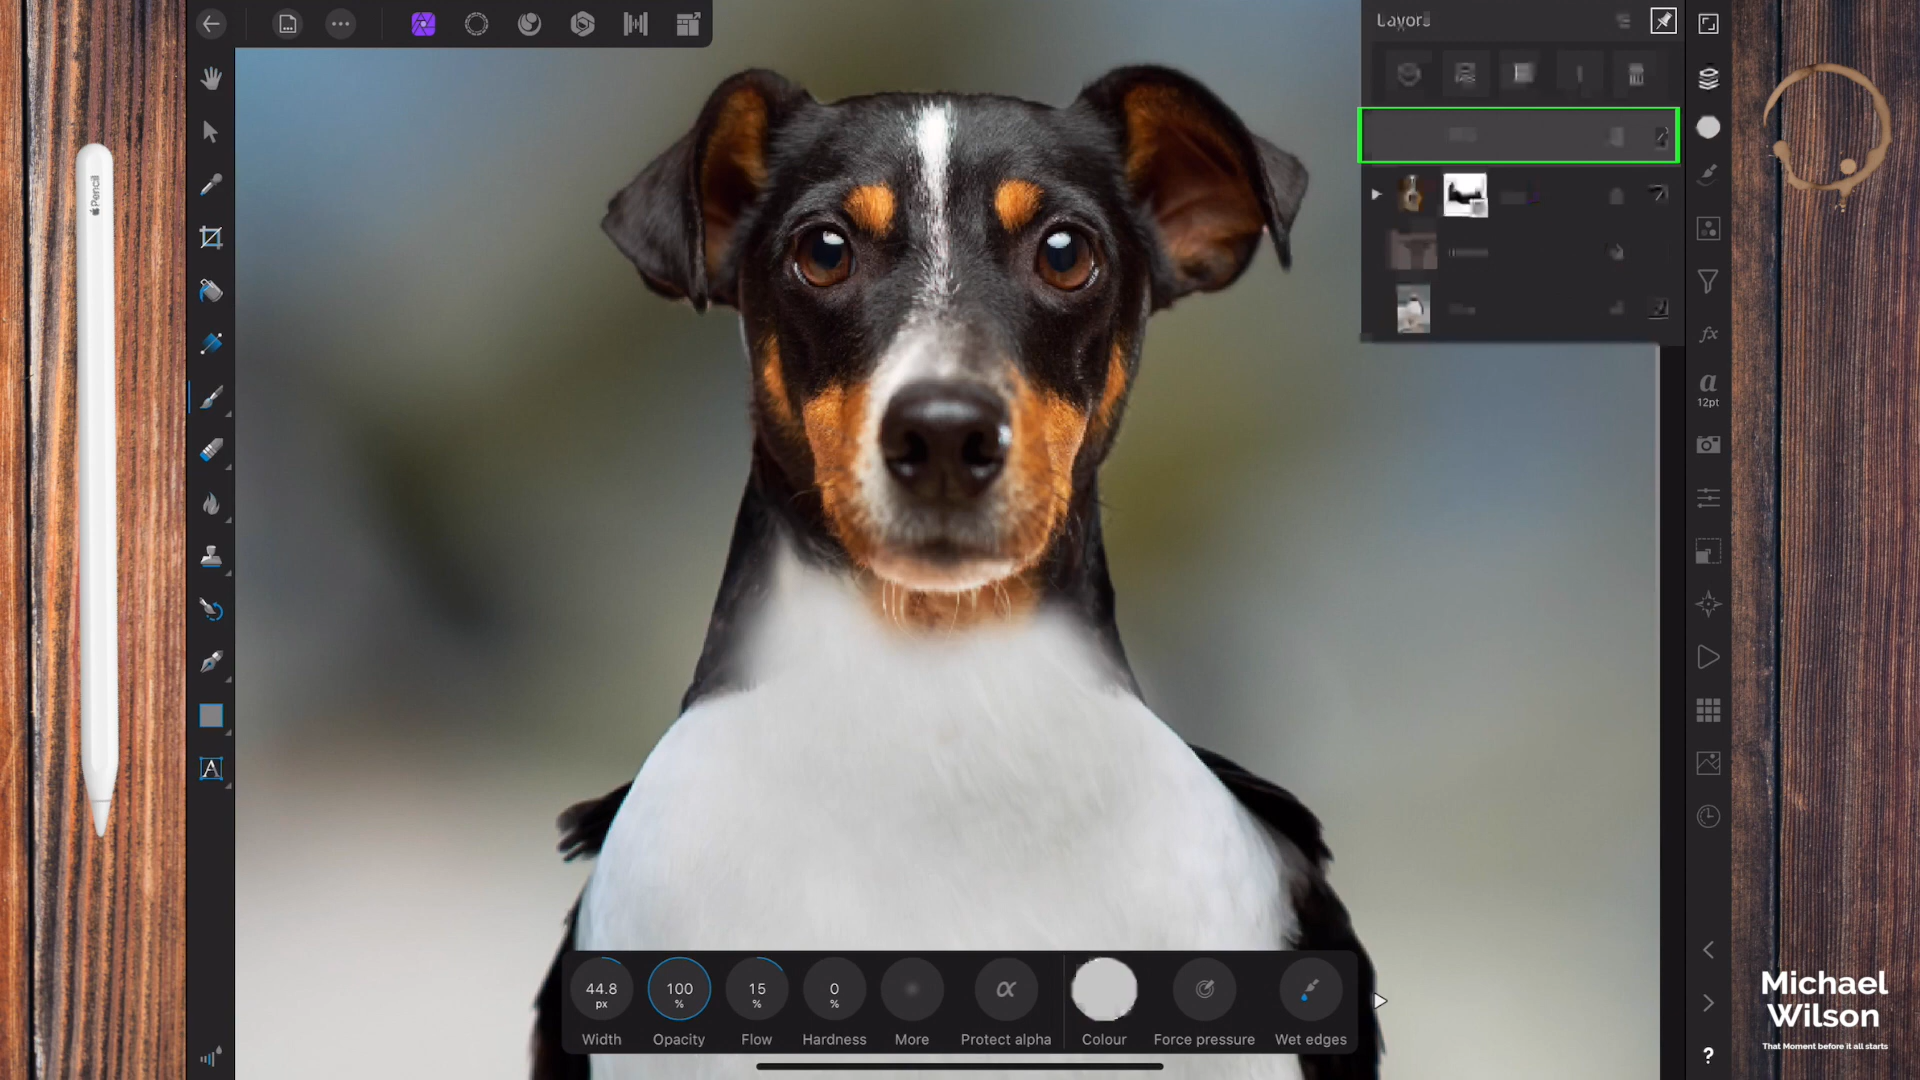 Layers
Pencil
a
12pt
A
44.8 px
100 %
15 %
0 %
α
Width
Opacity
Flow
Hardness
More
Protect alpha
Colour
Force pressure
Wet edges
?
Michael
Wilson
That Moment before it all starts